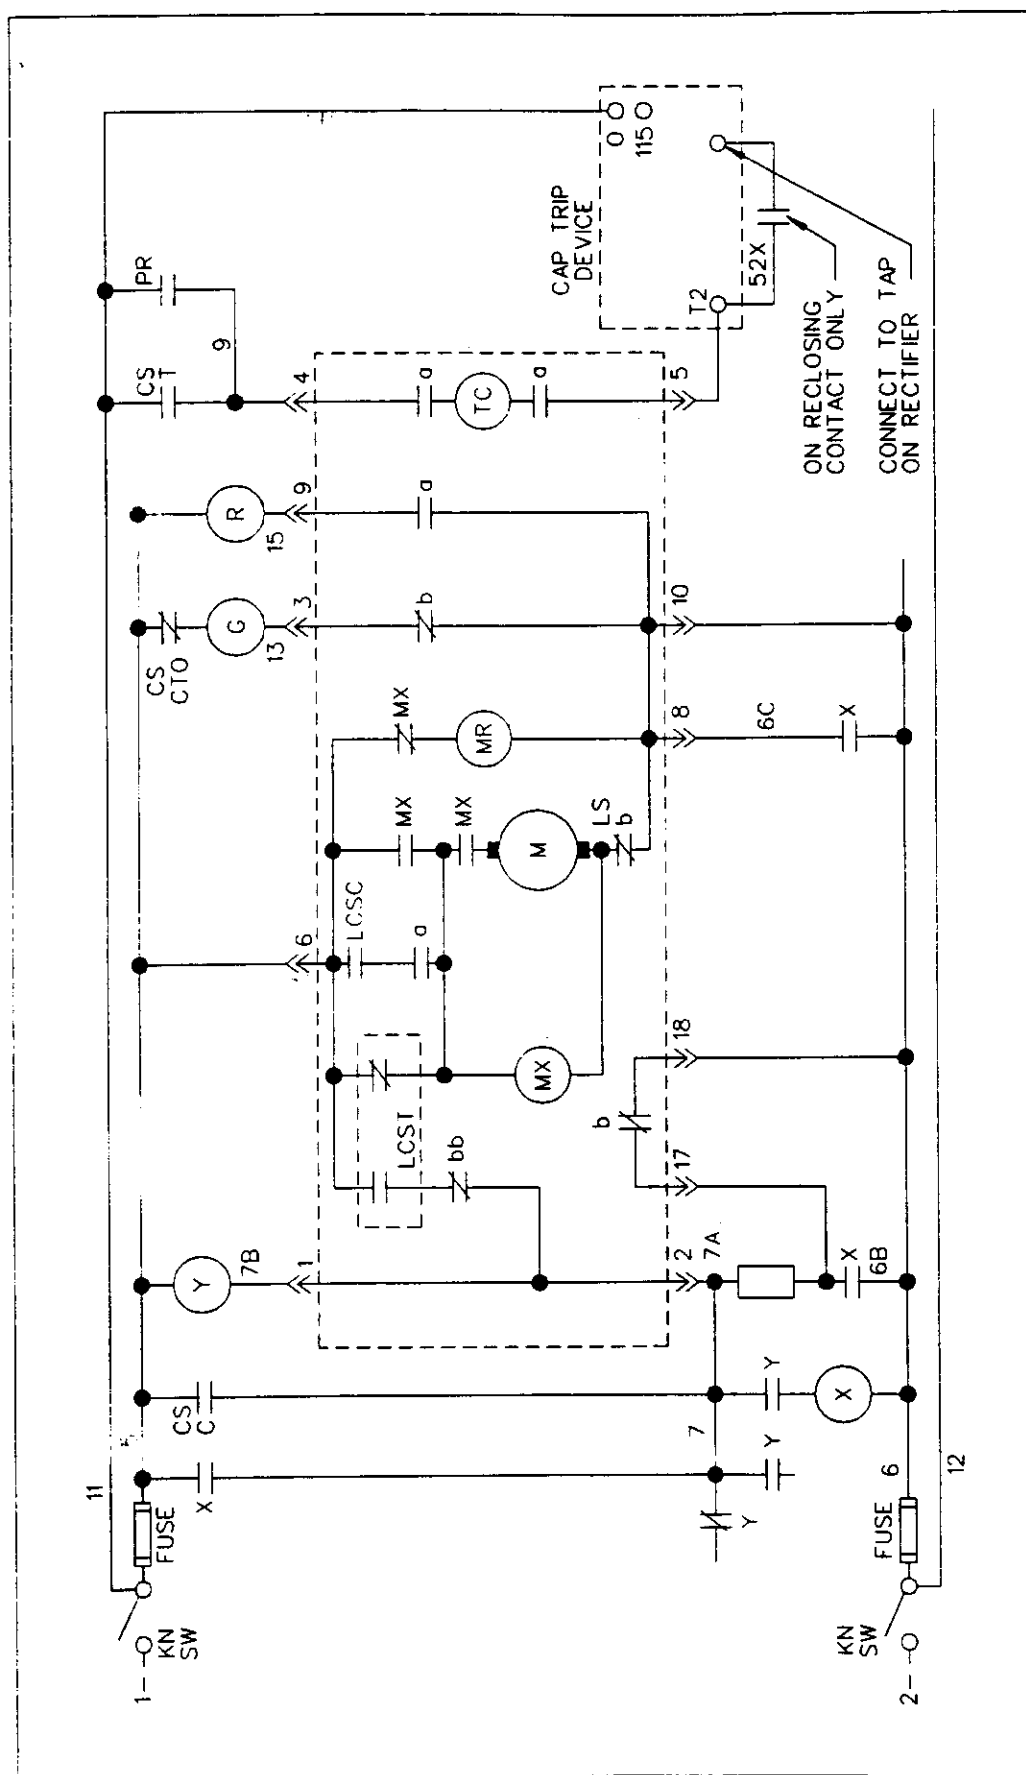 1
KN
SW
11
FUSE
X
CS
C
Y
7B
1
LCST
bb
6
LCSC
a
MX
MX
MX
M
LS
b
MX
MR
CS
CTO
G
13
3
b
R
15
9
a
CS
T
PR
9
4
a
TC
a
5
CAP TRIP
DEVICE
0
115
T2
52X
ON RECLOSING
CONTACT ONLY
CONNECT TO TAP
ON RECTIFIER
10
8
6C
X
b
17
18
2
7A
X
6B
7
Y
Y
Y
X
2
KN
SW
FUSE
6
12